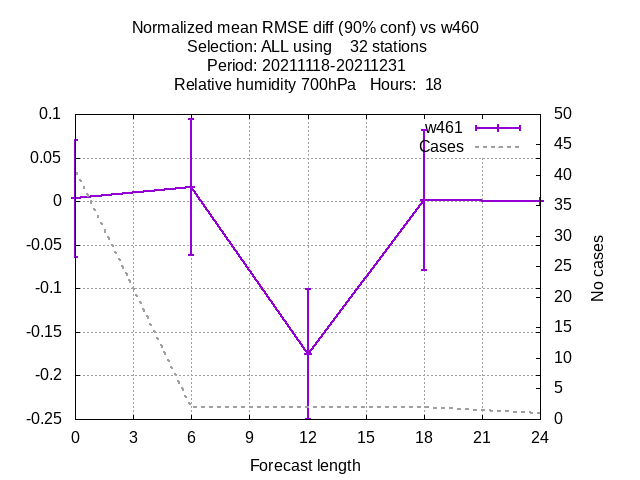 Normalized mean RMSE diff (90% conf) vs w460
Selection: ALL using    32 stations
Period: 20211118-20211231
Relative humidity 700hPa   Hours:  18
w461
Cases
0.1
0.05
0
-0.05
-0.1
-0.15
-0.2
-0.25
50
45
40
35
30
25
20
15
10
5
0
No cases
0 3 6 9 12 15 18 21 24
Forecast length